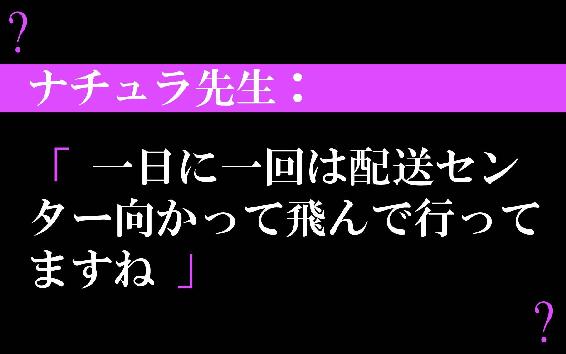 ?
ナチュラ先生：
「 一日に一回は配送セン
ター向かって飛んで行って
ますね 」
?